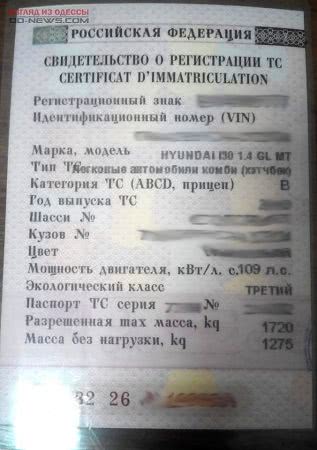 ВЗГЛЯД ИЗ ОДЕССЫ
OD-NEWS.COM
РОССИЙСКАЯ ФЕДЕРАЦИЯ
СВИДЕТЕЛЬСТВО О РЕГИСТРАЦИИ ТС
CERTIFICAT D'IMMATRICULATION
Регистрационный знак
Идентификационный номер (VIN)
Марка, модель HYUNDAI I30 1.4 GL MT
Тип ТС Легковые автомобили комби (хэтчбек)
Категория ТС (ABCD, прицеп) B
Год выпуска ТС
Шасси №
Кузов №
Цвет
Мощность двигателя, кВт/л. с. 109 л.с.
Экологический класс ТРЕТИЙ
Паспорт ТС серия №
Разрешенная max масса, kg 1720
Масса без нагрузки, kg 1275
32 26